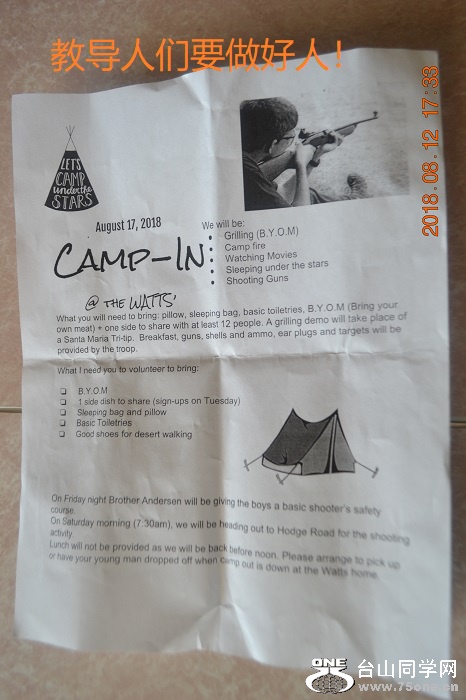 教导人们要做好人！
2018.08.12 17:33
LET'S
CAMP
under the
STARS
August 17, 2018
CAMP-IN
@ THE WATTS'
We will be:
Grilling (B.Y.O.M)
Camp fire
Watching Movies
Sleeping under the stars
Shooting Guns
What you will need to bring: pillow, sleeping bag, basic toiletries, B.Y.O.M (Bring your
own meat) + one side to share with at least 12 people. A grilling demo will take place of
a Santa Maria Tri-tip. Breakfast, guns, shells and ammo, ear plugs and targets will be
provided by the troop.
What I need you to volunteer to bring:
❏ B.Y.O.M
❏ 1 side dish to share (sign-ups on Tuesday)
❏ Sleeping bag and pillow
❏ Basic Toiletries
❏ Good shoes for desert walking
On Friday night Brother Andersen will be giving the boys a basic shooter's safety
course.
On Saturday morning (7:30am), we will be heading out to Hodge Road for the shooting
activity
Lunch will not be provided as we will be back before noon. Please arrange to pick up
or have your young man dropped off when camp out is down at the Watts home.
ONE
台山同学网
www.75one.cn